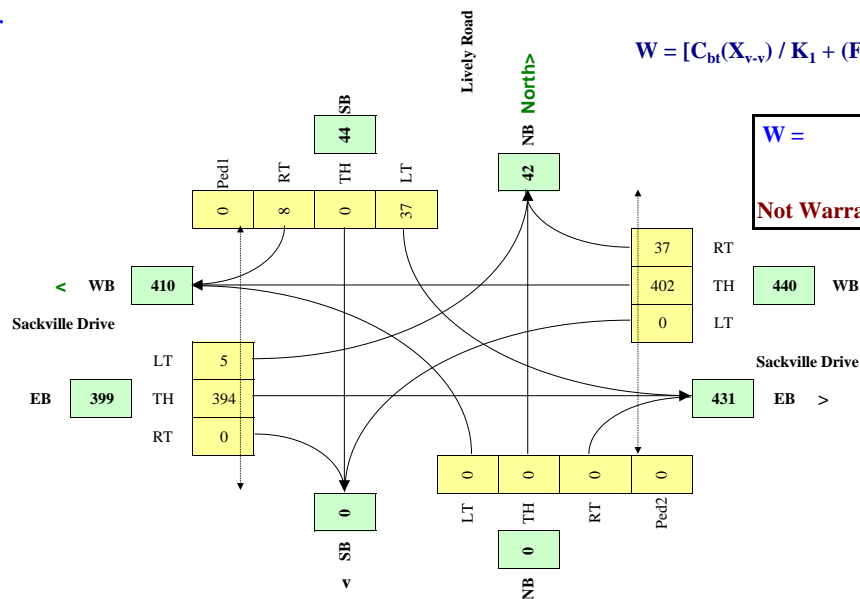 Lively Road
W = [Cbt(Xv-v) / K1 + (F
North>
SB
NB
44
42
W =
Not Warra
Ped1
RT
TH
LT
0
8
0
37
37
RT
< WB
410
402
TH
440
WB
Sackville Drive
0
LT
LT
5
Sackville Drive
EB
399
TH
394
431
EB >
RT
0
0
0
0
0
0
LT
TH
RT
Ped2
SB
0
v
NB